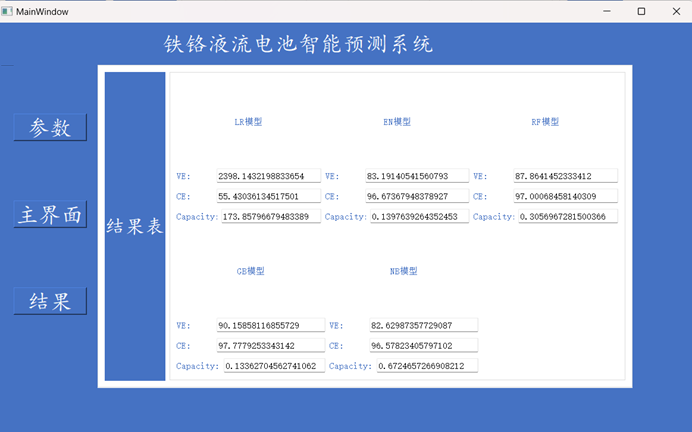 MainWindow
铁铬液流电池智能预测系统
参数
主界面
结果
结果表
LR模型 EN模型 RF模型
VE: 2398.1432198833654 VE: 83.19140541560793 VE: 87.8641452333412
CE: 55.43036134517501 CE: 96.67367948378927 CE: 97.00068458140309
Capacity: 173.85796679483389 Capacity: 0.1397639264352453 Capacity: 0.3056967281500366
GB模型 NB模型
VE: 90.15858116855729 VE: 82.62987357729087
CE: 97.7779253343142 CE: 96.57823405797102
Capacity: 0.13362704562741062 Capacity: 0.6724657266908212